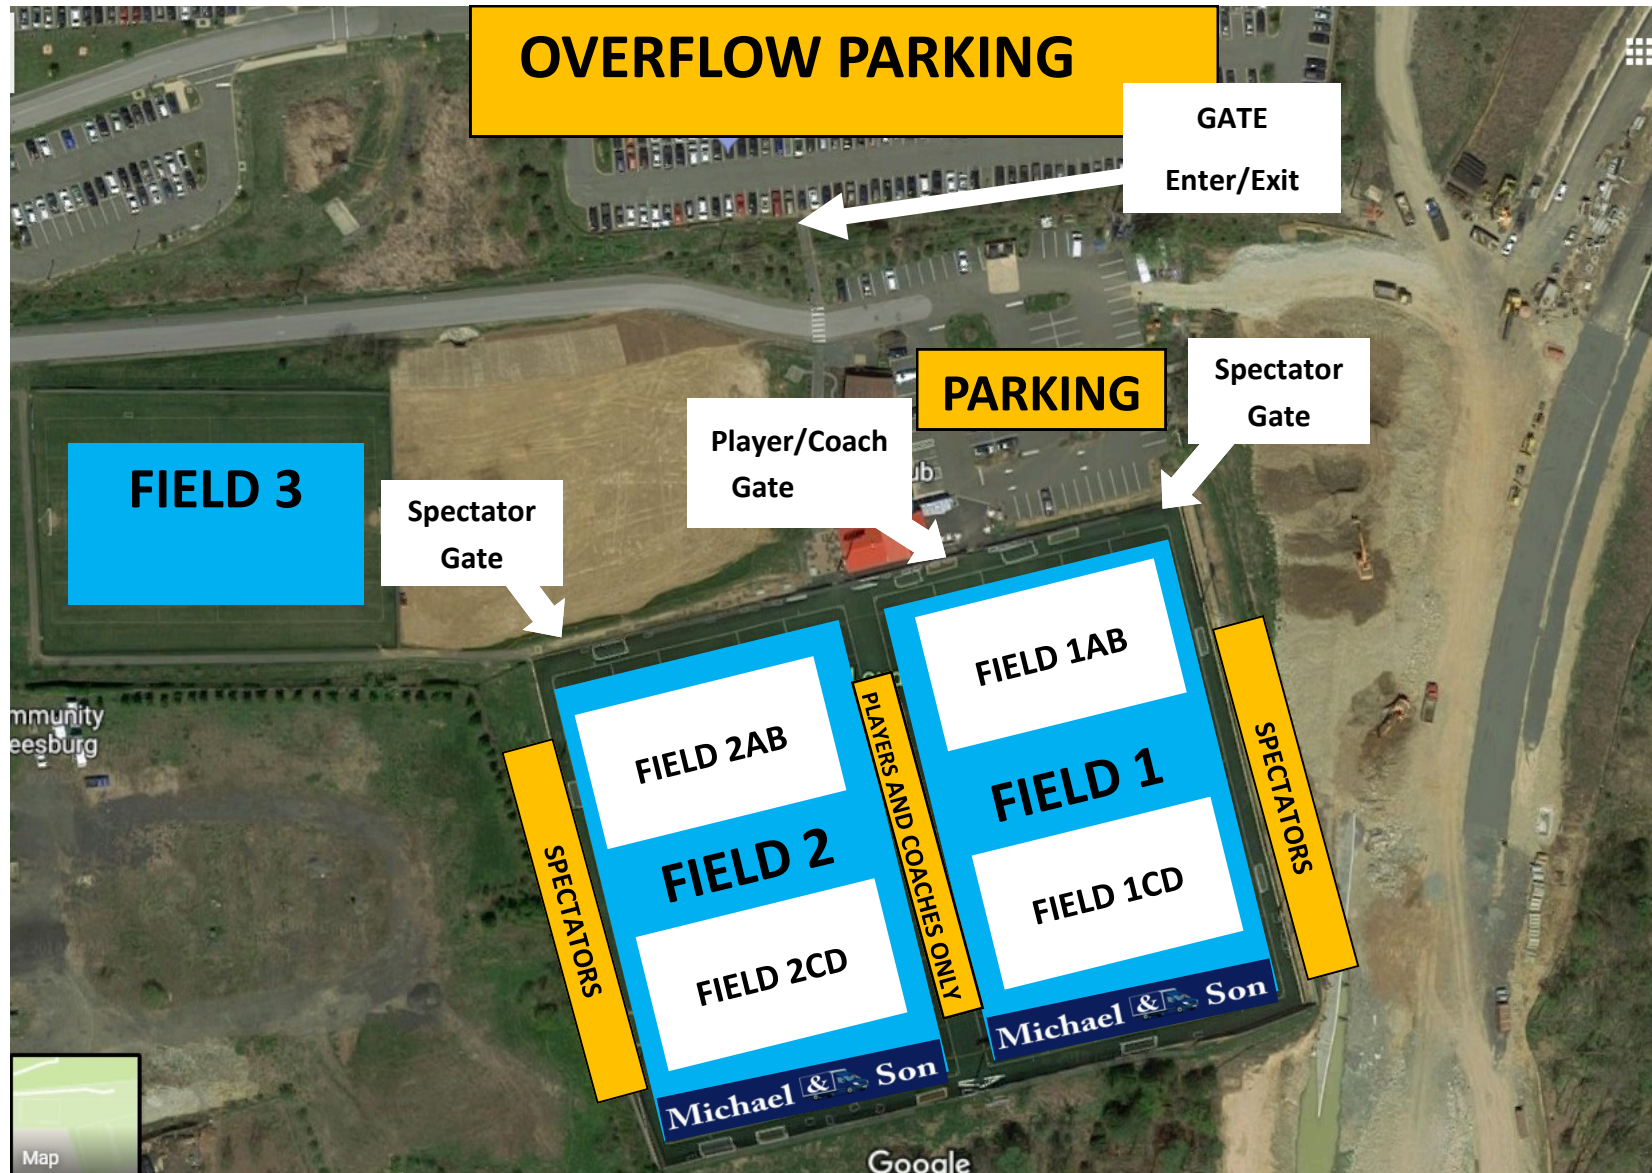 OVERFLOW PARKING
GATE
Enter/Exit
PARKING
Spectator
Gate
Player/Coach
Gate
ub
FIELD 3
Spectator
Gate
FIELD 1AB
FIELD 2AB
PLAYERS AND COACHES ONLY
FIELD 1
SPECTATORS
mmunity
eesburg
FIELD 2
SPECTATORS
FIELD 1CD
FIELD 2CD
Michael & Son
Michael & Son
Map
Google